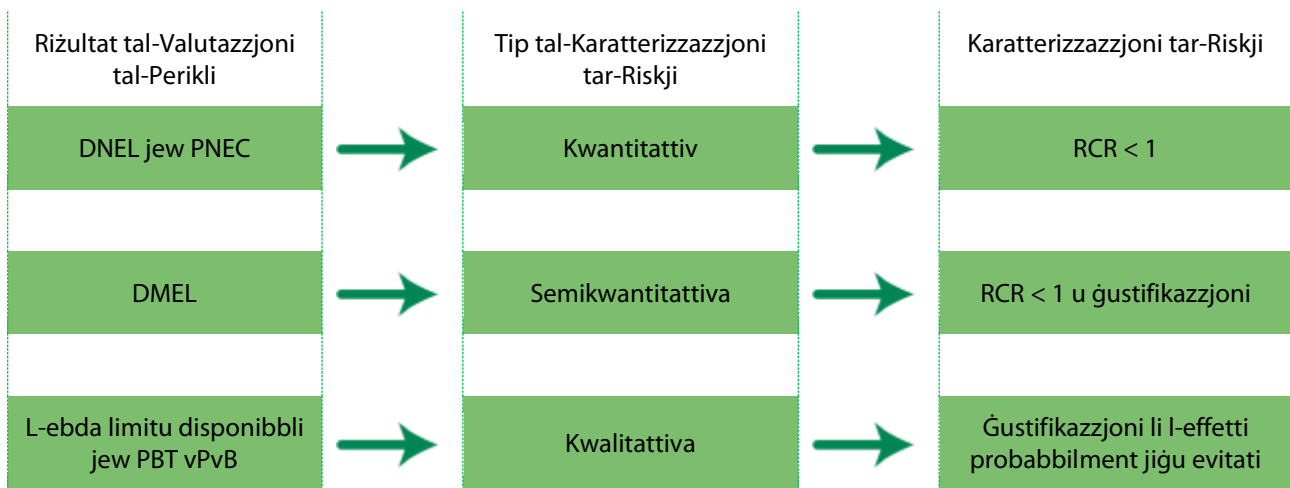 Riżultat tal-Valutazzjoni
tal-Perikli
Tip tal-Karatterizzazzjoni
tar-Riskji
Karatterizzazzjoni tar-Riskji
DNEL jew PNEC
Kwantitattiv
RCR < 1
DMEL
Semikwantitattiva
RCR < 1 u ġustifikazzjoni
L-ebda limitu disponibbli
jew PBT vPvB
Kwalitattiva
Ġustifikazzjoni li l-effetti
probabbilment jiġu evitati